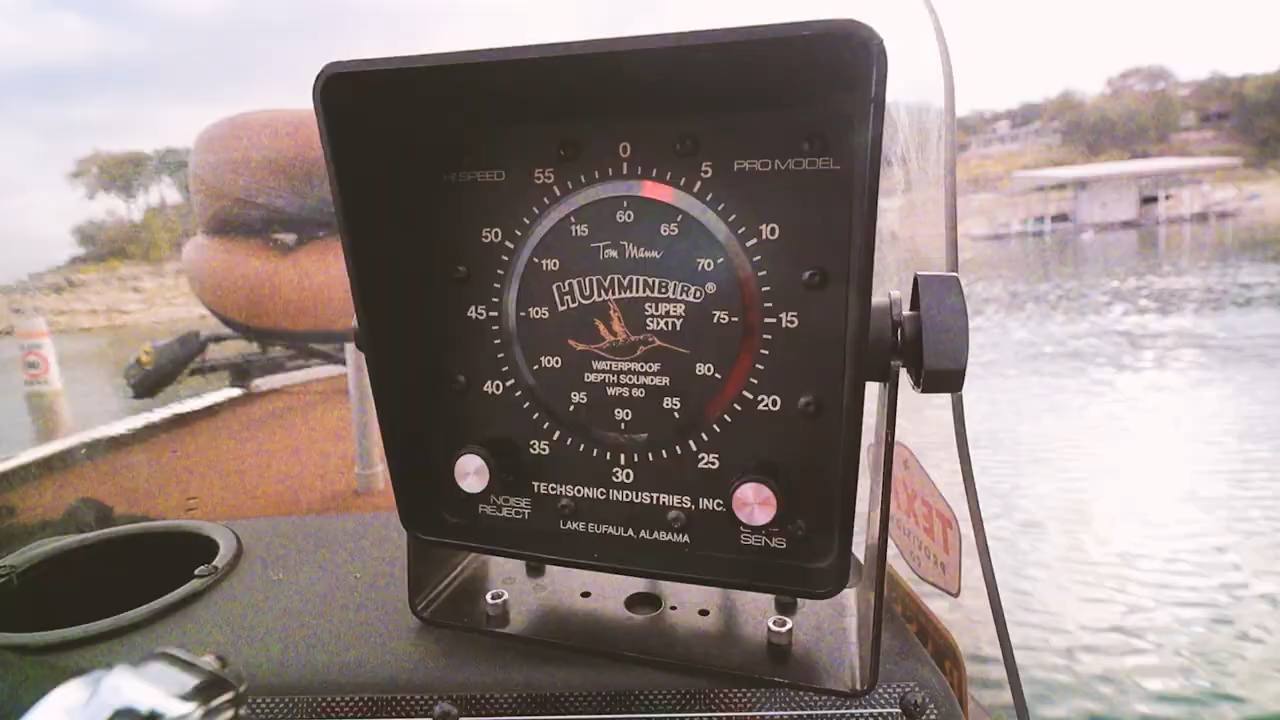 HI SPEED
PRO MODEL
0
5
10
15
20
25
30
35
40
45
50
55
60
65
70
75
80
85
90
95
100
105
110
115
Tom Mann
HUMMINBIRD®
SUPER
SIXTY
WATERPROOF
DEPTH SOUNDER
WPS 60
TECHSONIC INDUSTRIES, INC.
LAKE EUFAULA, ALABAMA
NOISE
REJECT
SENS